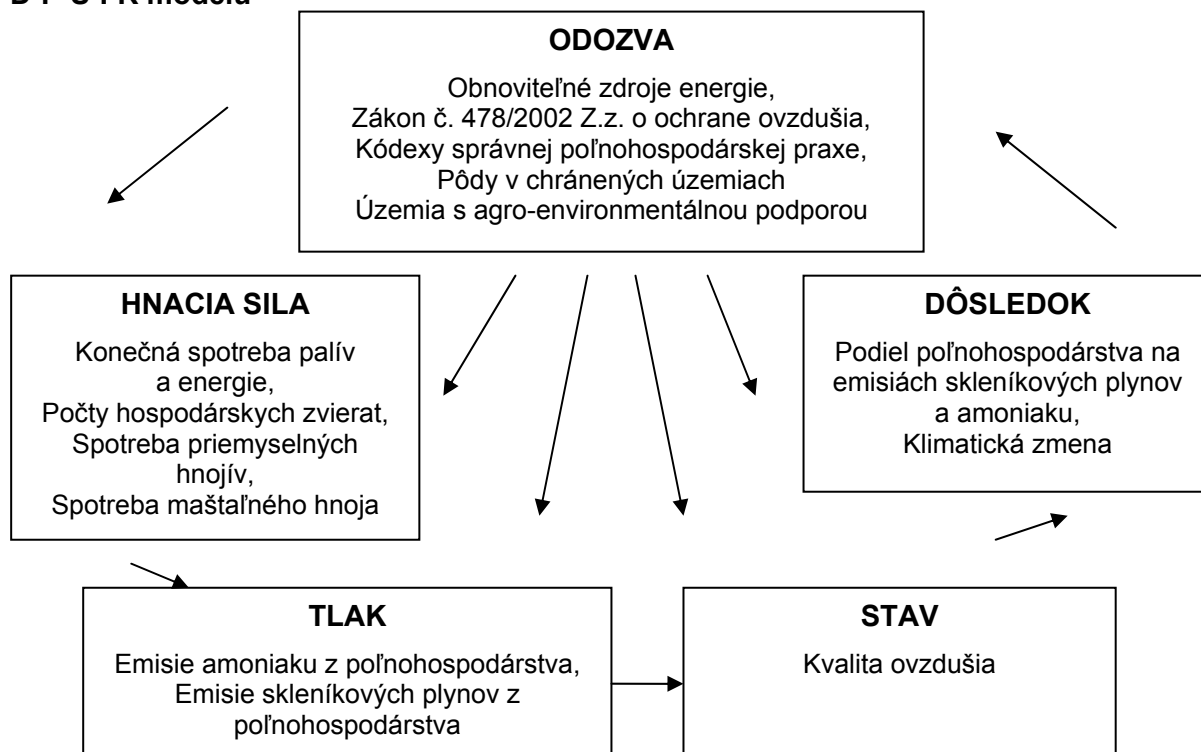 ODOZVA
Obnoviteľné zdroje energie,
Zákon č. 478/2002 Z.z. o ochrane ovzdušia,
Kódexy správnej poľnohospodárskej praxe,
Pôdy v chránených územiach
Územia s agro-environmentálnou podporou
HNACIA SILA
Konečná spotreba palív
a energie,
Počty hospodárskych zvierat,
Spotreba priemyselných
hnojív,
Spotreba maštaľného hnoja
DÔSLEDOK
Podiel poľnohospodárstva na
emisiách skleníkových plynov
a amoniaku,
Klimatická zmena
TLAK
Emisie amoniaku z poľnohospodárstva,
Emisie skleníkových plynov z
poľnohospodárstva
STAV
Kvalita ovzdušia